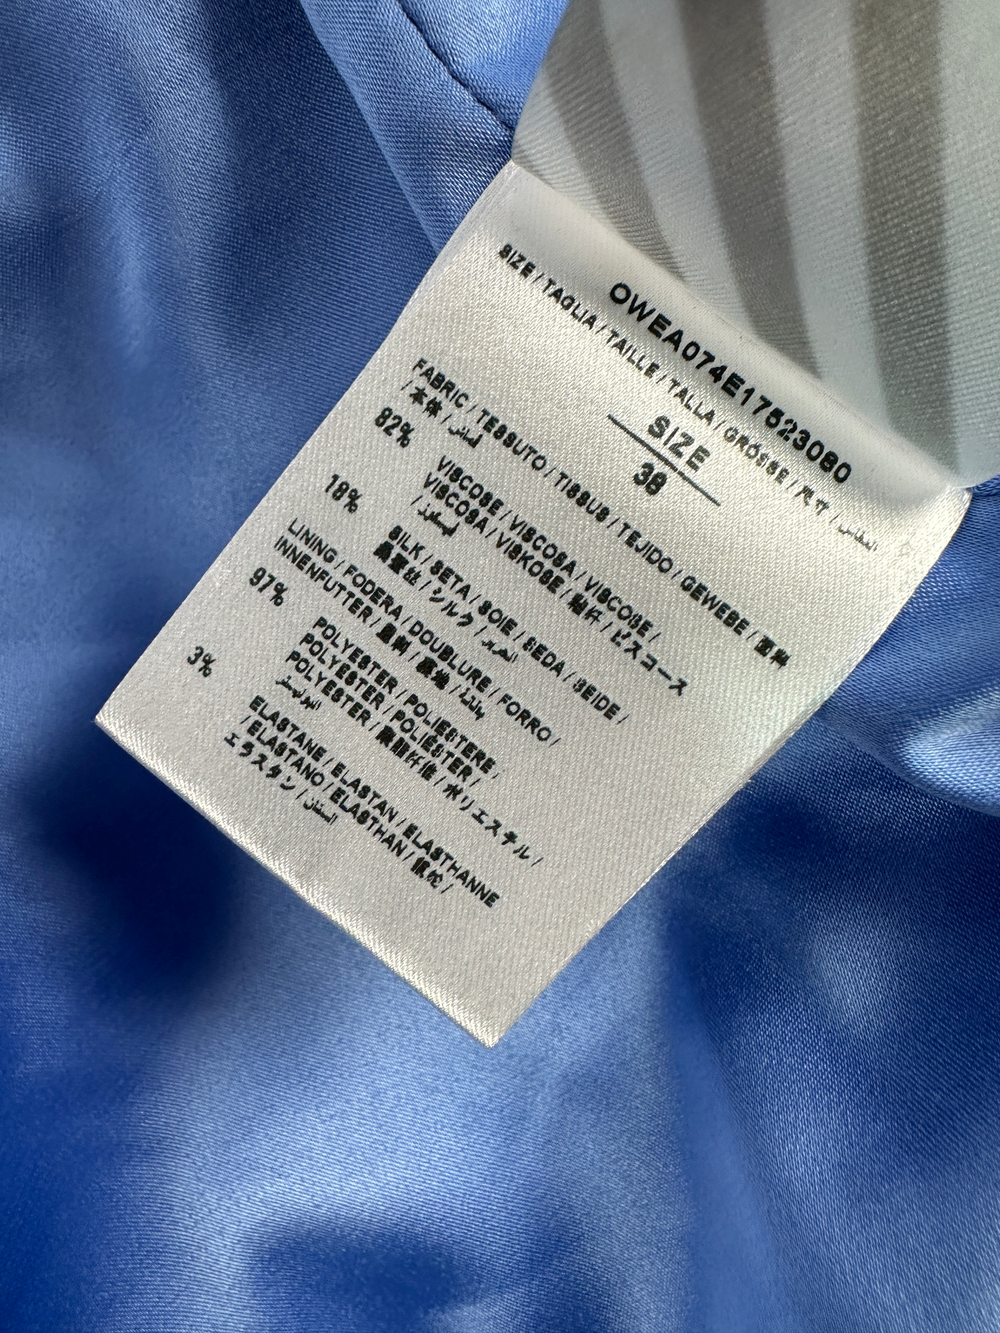 OWEA074E17523080
SIZE / TAGLIA / TAILLE / TALLA / GRÖSSE / 尺寸 / المقاس
SIZE
38
FABRIC / TESSUTO / TISSUS / TEJIDO / GEWEBE / 面料
/ 本体 / قماش
82% VISCOSE / VISCOSA / VISCOSE /
VISCOSA / VISKOSE / 粘纤 / ビスコース
/ فيسكوز
18% SILK / SETA / SOIE / SEDA / SEIDE /
桑蚕丝 / シルク / الحرير
LINING / FODERA / DOUBLURE / FORRO /
INNENFUTTER / 里料 / 裏地 / بطانة
97% POLYESTER / POLIESTERE /
POLYESTER / POLIÉSTER /
POLYESTER / 聚酯纤维 / ポリエステル /
البوليستر
3% ELASTANE / ELASTAN / ELASTHANNE
/ ELASTANO / ELASTHAN / 氨纶 /
エラスタン / الاستان